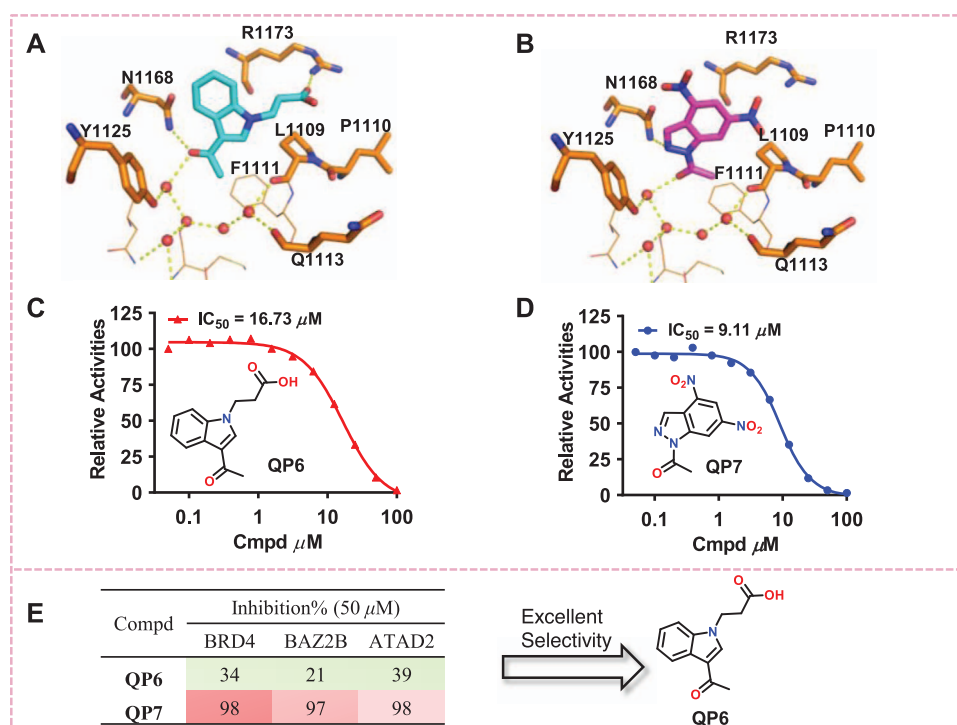 A
R1173
N1168
Y1125
L1109
P1110
F1111
Q1113
B
R1173
N1168
Y1125
L1109
P1110
F1111
Q1113
C
125
100
75
50
25
0
Relative Activities
IC50 = 16.73 μM
O
OH
N
O
QP6
0.1
1
10
100
Cmpd μM
D
125
100
75
50
25
0
Relative Activities
IC50 = 9.11 μM
O2N
NO2
N
N
O
QP7
0.1
1
10
100
Cmpd μM
E
Compd
Inhibition% (50 μM)
BRD4 BAZ2B ATAD2
QP6 34 21 39
QP7 98 97 98
Excellent
Selectivity
O
OH
N
O
QP6